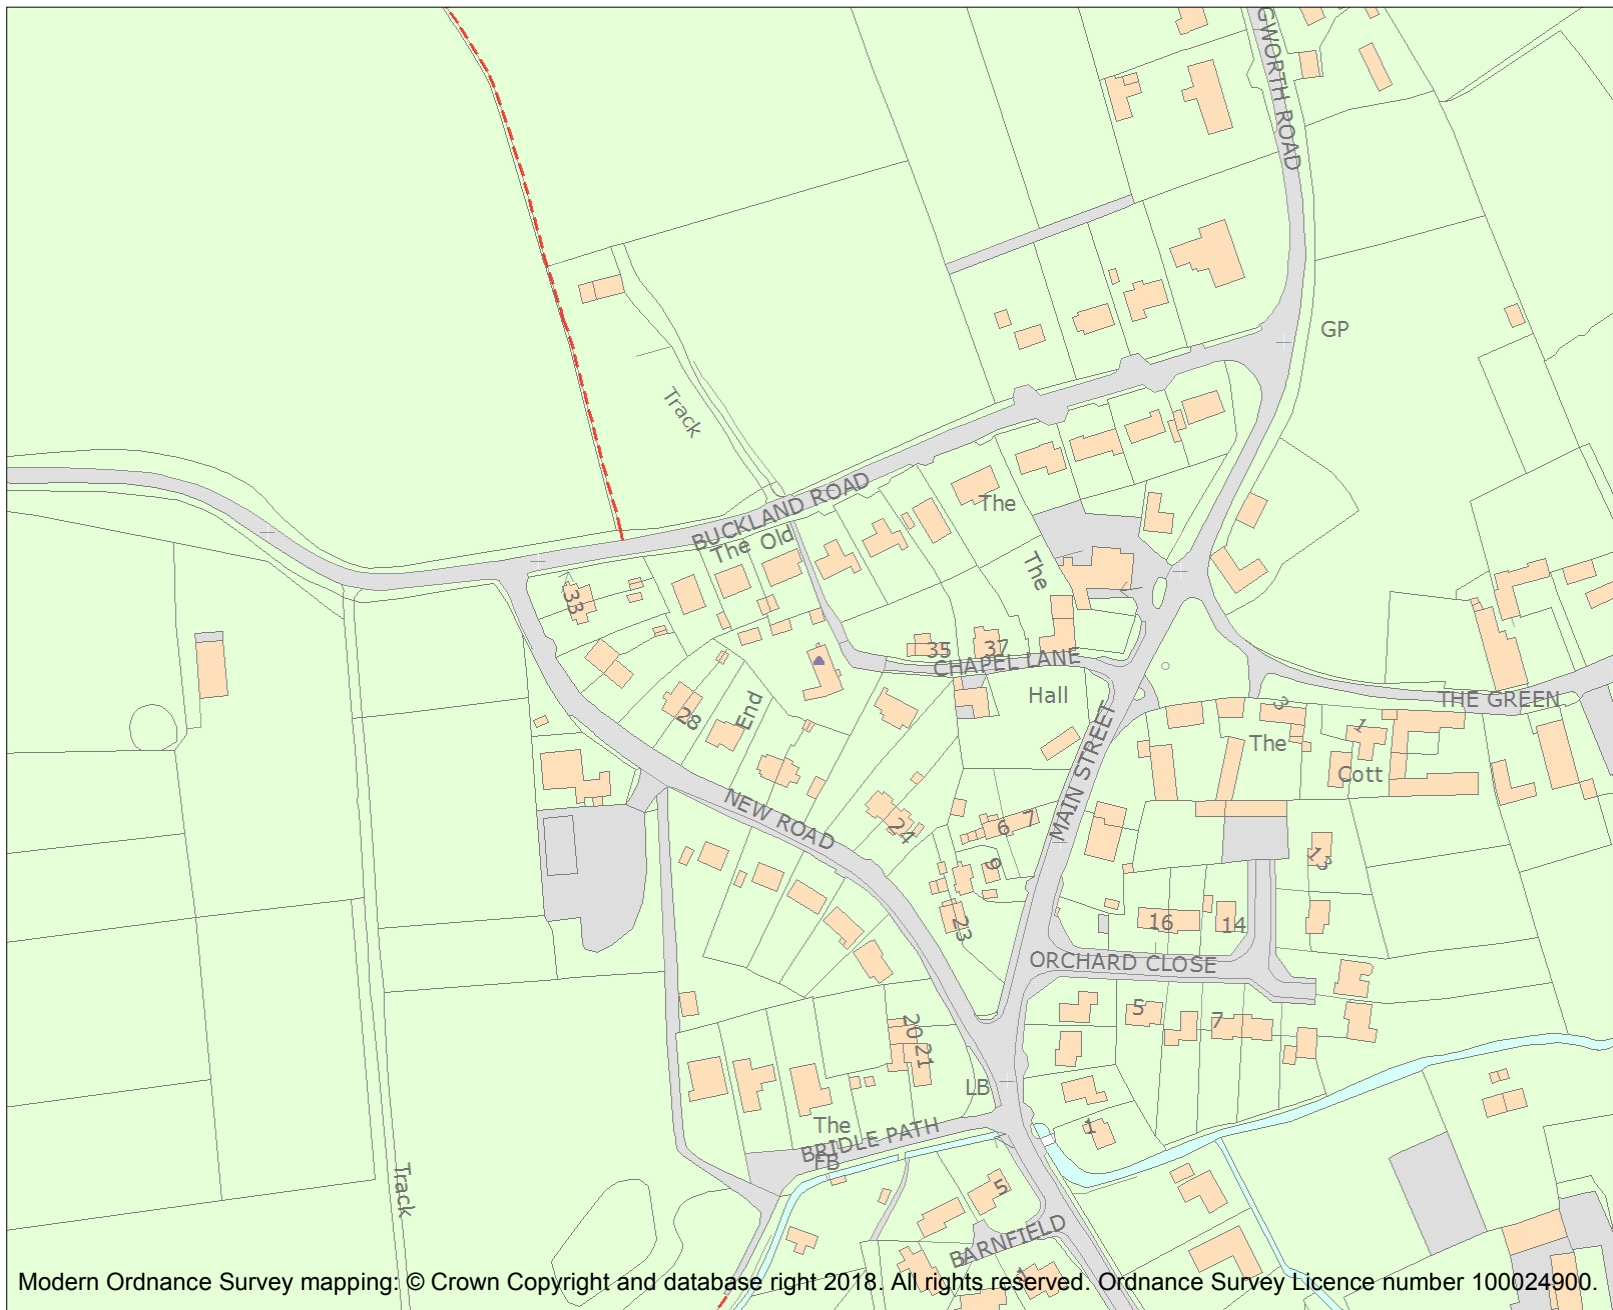 GWORTH ROAD
GP
Track
BUCKLAND ROAD
The Old
The
The
33
35
37
CHAPEL LANE
Hall
28
End
THE GREEN
3
The
1
Cott
MAIN STREET
NEW ROAD
24
6
7
9
13
23
16
14
ORCHARD CLOSE
5
7
20
21
LB
1
The
BRIDLE PATH
FB
Track
5
BARNFIELD
1
Modern Ordnance Survey mapping: © Crown Copyright and database right 2018. All rights reserved. Ordnance Survey Licence number 100024900.